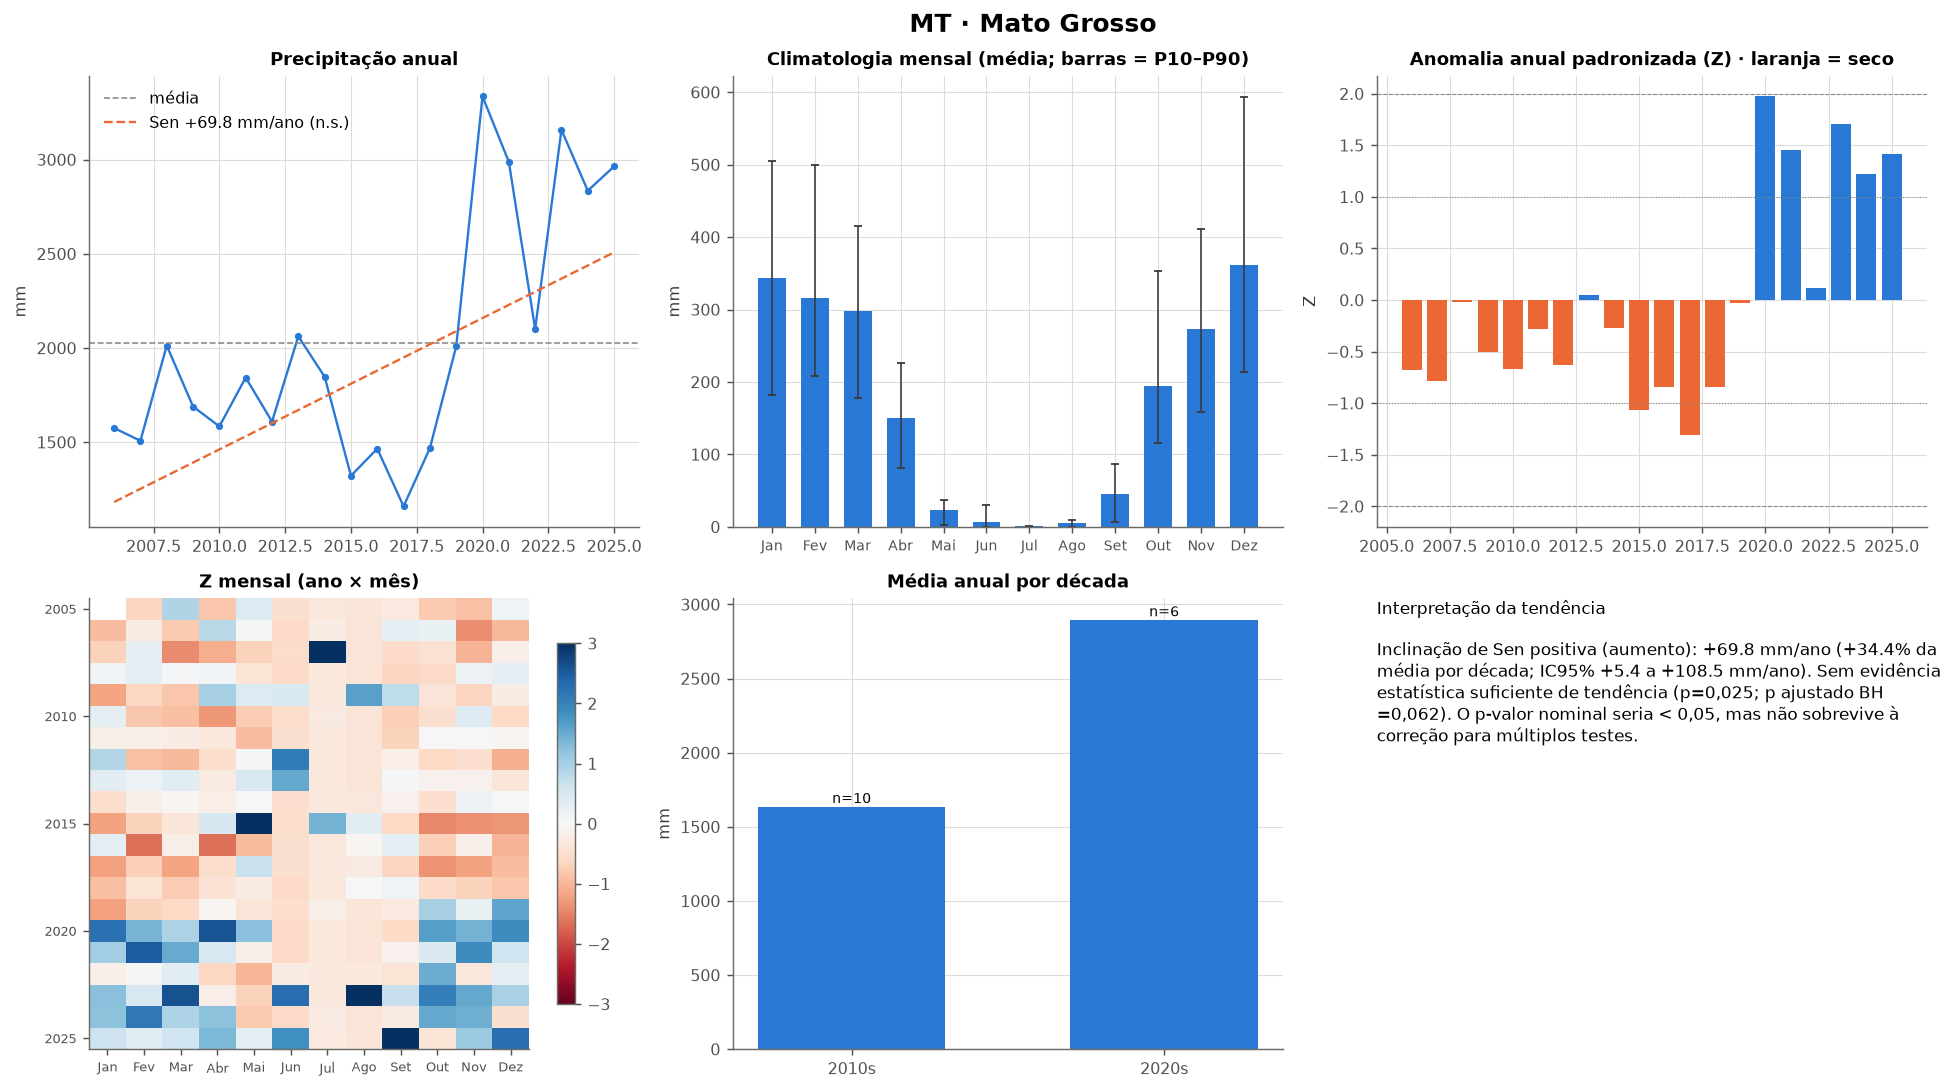 MT · Mato Grosso
Precipitação anual
média
Sen +69.8 mm/ano (n.s.)
mm
3000
2500
2000
1500
2007.5 2010.0 2012.5 2015.0 2017.5 2020.0 2022.5 2025.0
Climatologia mensal (média; barras = P10–P90)
mm
600
500
400
300
200
100
0
Jan Fev Mar Abr Mai Jun Jul Ago Set Out Nov Dez
Anomalia anual padronizada (Z) · laranja = seco
Z
2.0
1.5
1.0
0.5
0.0
−0.5
−1.0
−1.5
−2.0
2005.0 2007.5 2010.0 2012.5 2015.0 2017.5 2020.0 2022.5 2025.0
Z mensal (ano × mês)
2005
2010
2015
2020
2025
Jan Fev Mar Abr Mai Jun Jul Ago Set Out Nov Dez
3
2
1
0
−1
−2
−3
Média anual por década
mm
3000
2500
2000
1500
1000
500
0
n=10
n=6
2010s 2020s
Interpretação da tendência
Inclinação de Sen positiva (aumento): +69.8 mm/ano (+34.4% da
média por década; IC95% +5.4 a +108.5 mm/ano). Sem evidência
estatística suficiente de tendência (p=0,025; p ajustado BH
=0,062). O p-valor nominal seria < 0,05, mas não sobrevive à
correção para múltiplos testes.